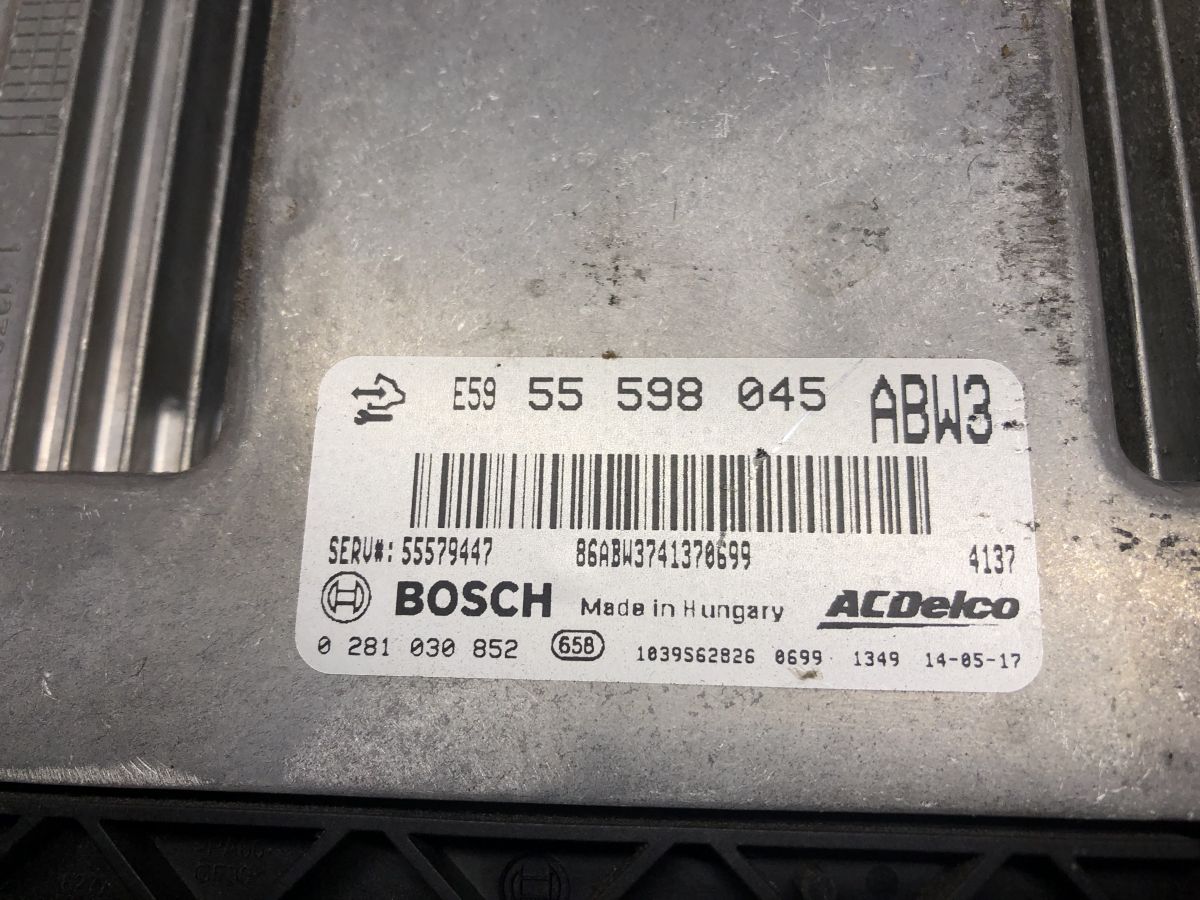 E59 55 598 045 ABW3
SERV#: 55579447 86ABW3741370699 4137
BOSCH Made in Hungary ACDelco
0 281 030 852 658 1039S62826 0699 1349 14-05-17